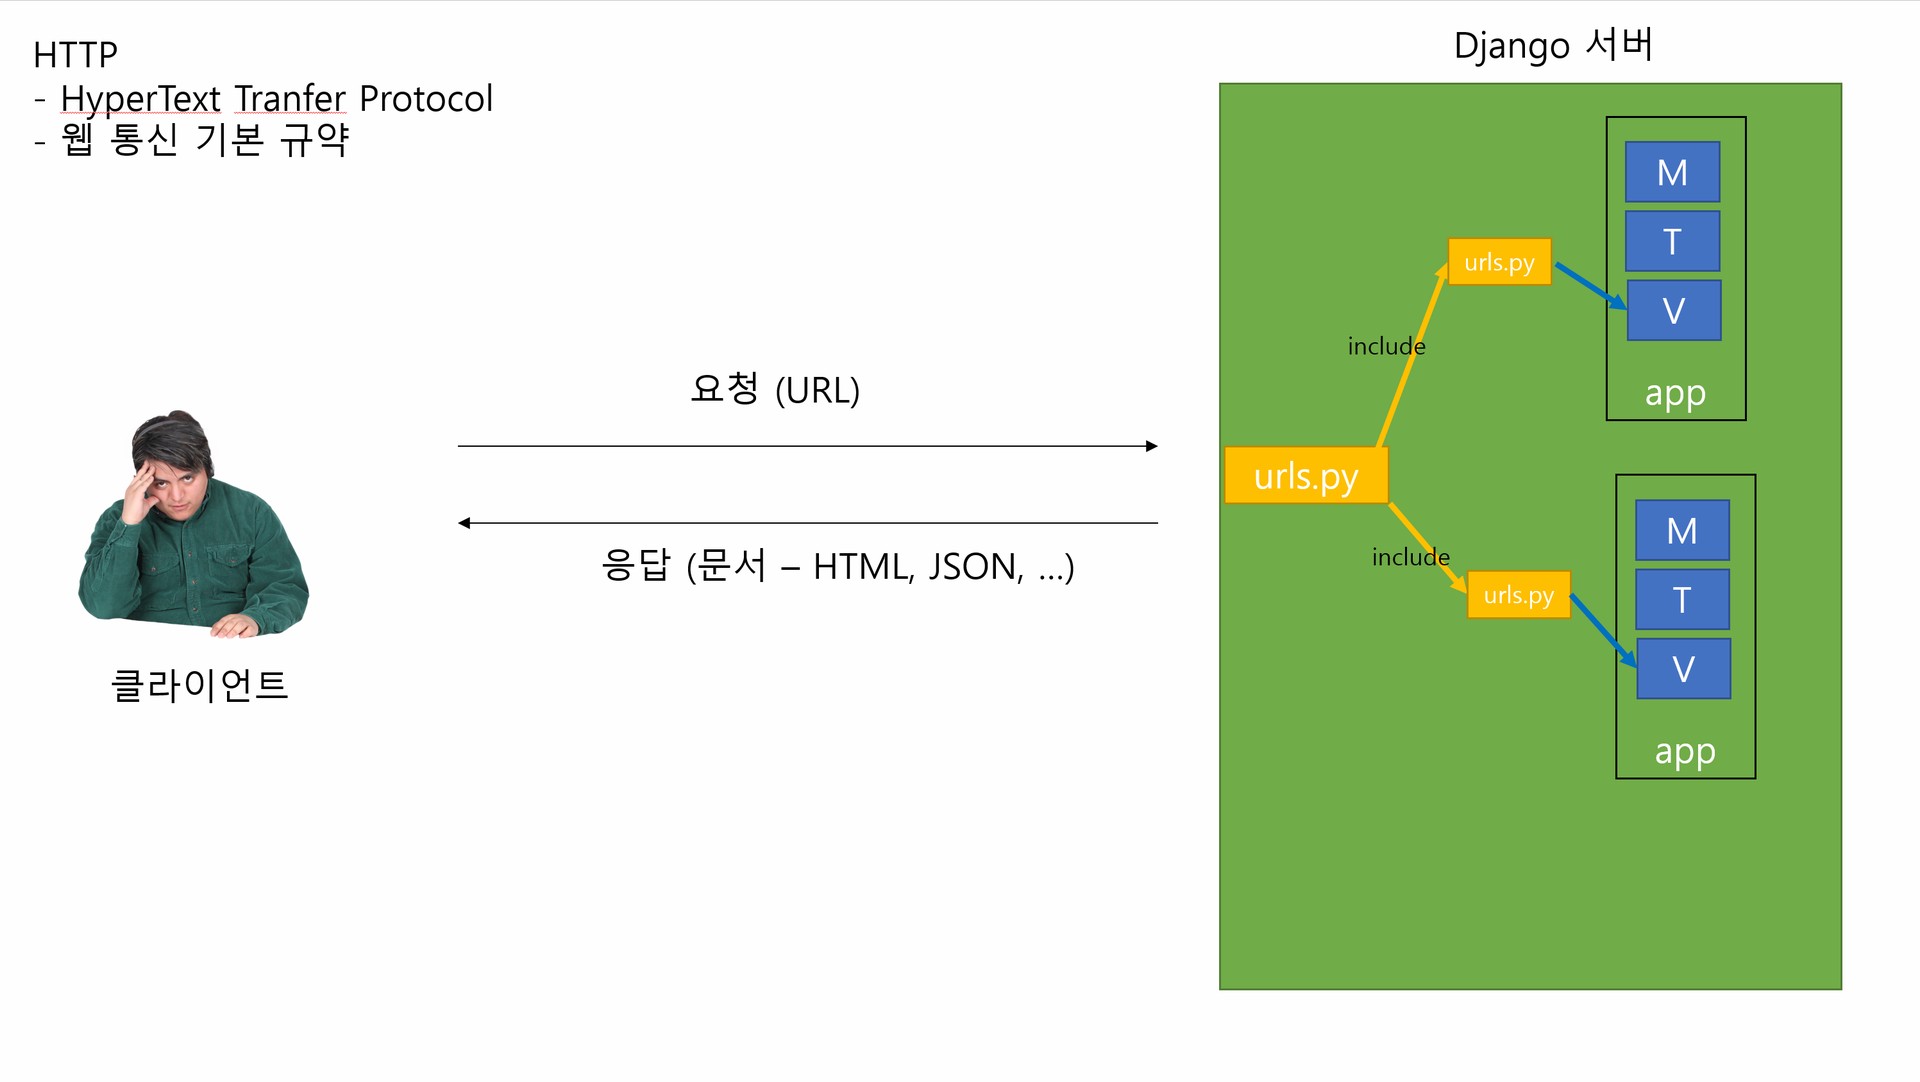 HTTP
- HyperText Tranfer Protocol
- 웹 통신 기본 규약
Django 서버
요청 (URL)
응답 (문서 – HTML, JSON, ...)
클라이언트
urls.py
include
urls.py
M
T
V
app
include
urls.py
M
T
V
app